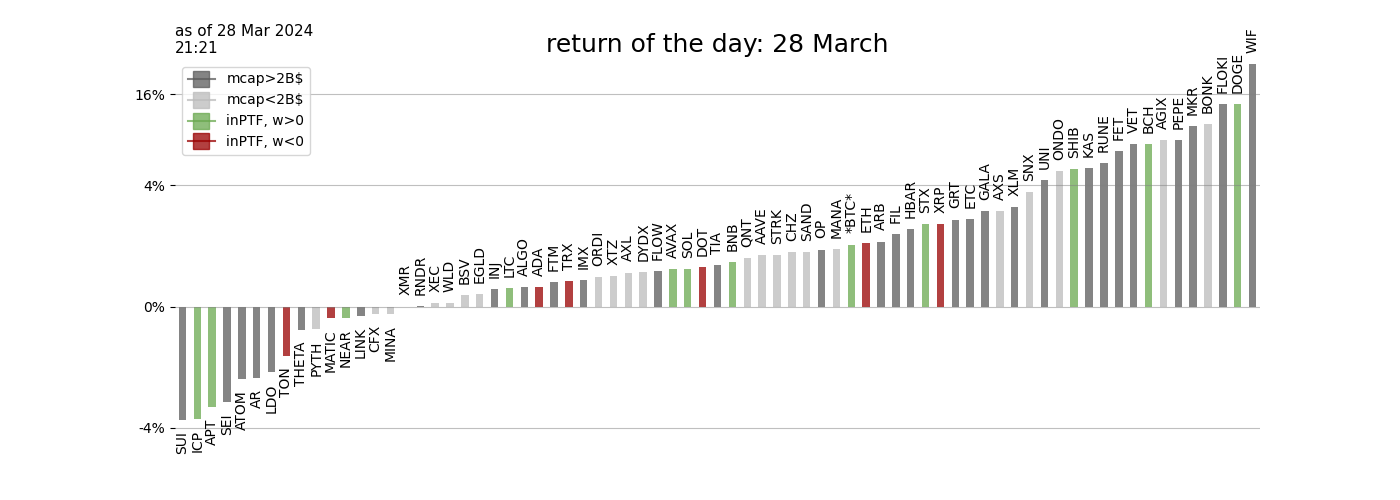 as of 28 Mar 2024
21:21
return of the day: 28 March
mcap>2B$
mcap<2B$
inPTF, w>0
inPTF, w<0
16%
4%
0%
-4%
SUI
ICP
APT
SEI
ATOM
AR
LDO
TON
THETA
PYTH
MATIC
NEAR
LINK
CFX
MINA
XMR
RNDR
XEC
WLD
BSV
EGLD
INJ
LTC
ALGO
ADA
FTM
TRX
IMX
ORDI
XTZ
AXL
DYDX
FLOW
AVAX
SOL
DOT
TIA
BNB
QNT
AAVE
STRK
CHZ
SAND
OP
MANA
*BTC*
ETH
ARB
FIL
HBAR
STX
XRP
GRT
ETC
GALA
AXS
XLM
SNX
UNI
ONDO
SHIB
KAS
RUNE
FET
VET
BCH
AGIX
PEPE
MKR
BONK
FLOKI
DOGE
WIF